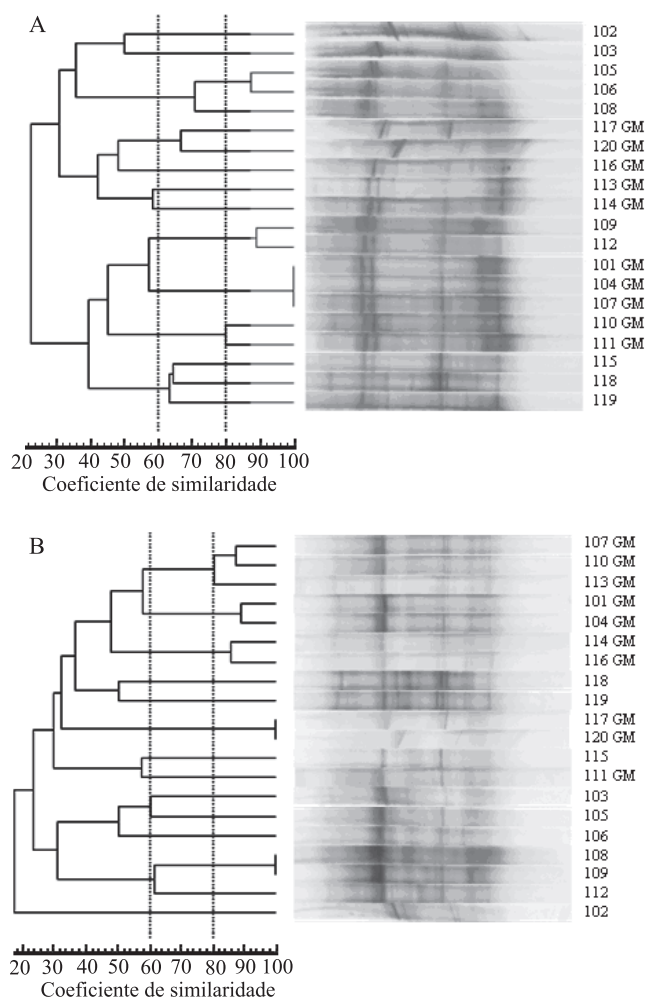 A
102
103
105
106
108
117 GM
120 GM
116 GM
113 GM
114 GM
109
112
101 GM
104 GM
107 GM
110 GM
111 GM
115
118
119
20 30 40 50 60 70 80 90 100
Coeficiente de similaridade
B
107 GM
110 GM
113 GM
101 GM
104 GM
114 GM
116 GM
118
119
117 GM
120 GM
115
111 GM
103
105
106
108
109
112
102
20 30 40 50 60 70 80 90 100
Coeficiente de similaridade